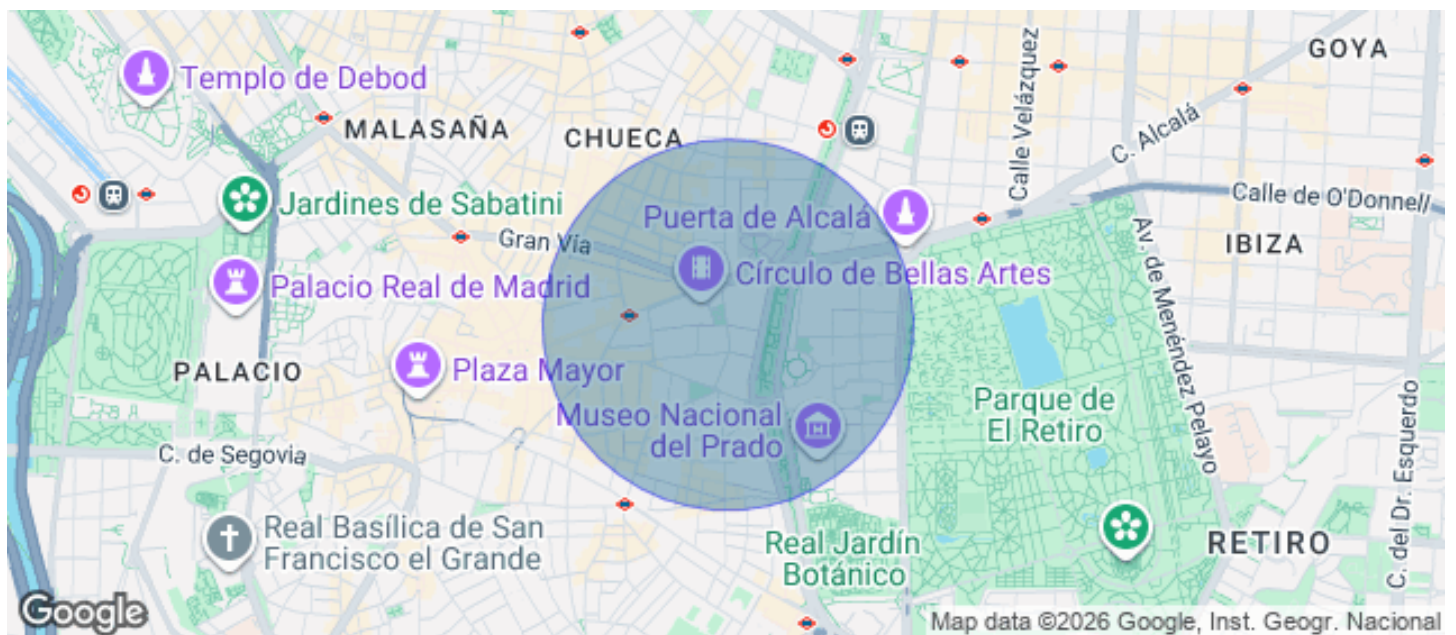 GOYA
Templo de Debod
MALASAÑA
CHUECA
Calle Velázquez
C. Alcalá
Calle de O'Donnell
Jardines de Sabatini
Gran Vía
Puerta de Alcalá
IBIZA
Palacio Real de Madrid
Círculo de Bellas Artes
Av. de Menéndez Pelayo
PALACIO
Plaza Mayor
Museo Nacional
del Prado
Parque de
El Retiro
C. de Segovia
C. del Dr. Esquerdo
Real Basílica de San
Francisco el Grande
Real Jardín
Botánico
RETIRO
Google
Map data ©2026 Google, Inst. Geogr. Nacional